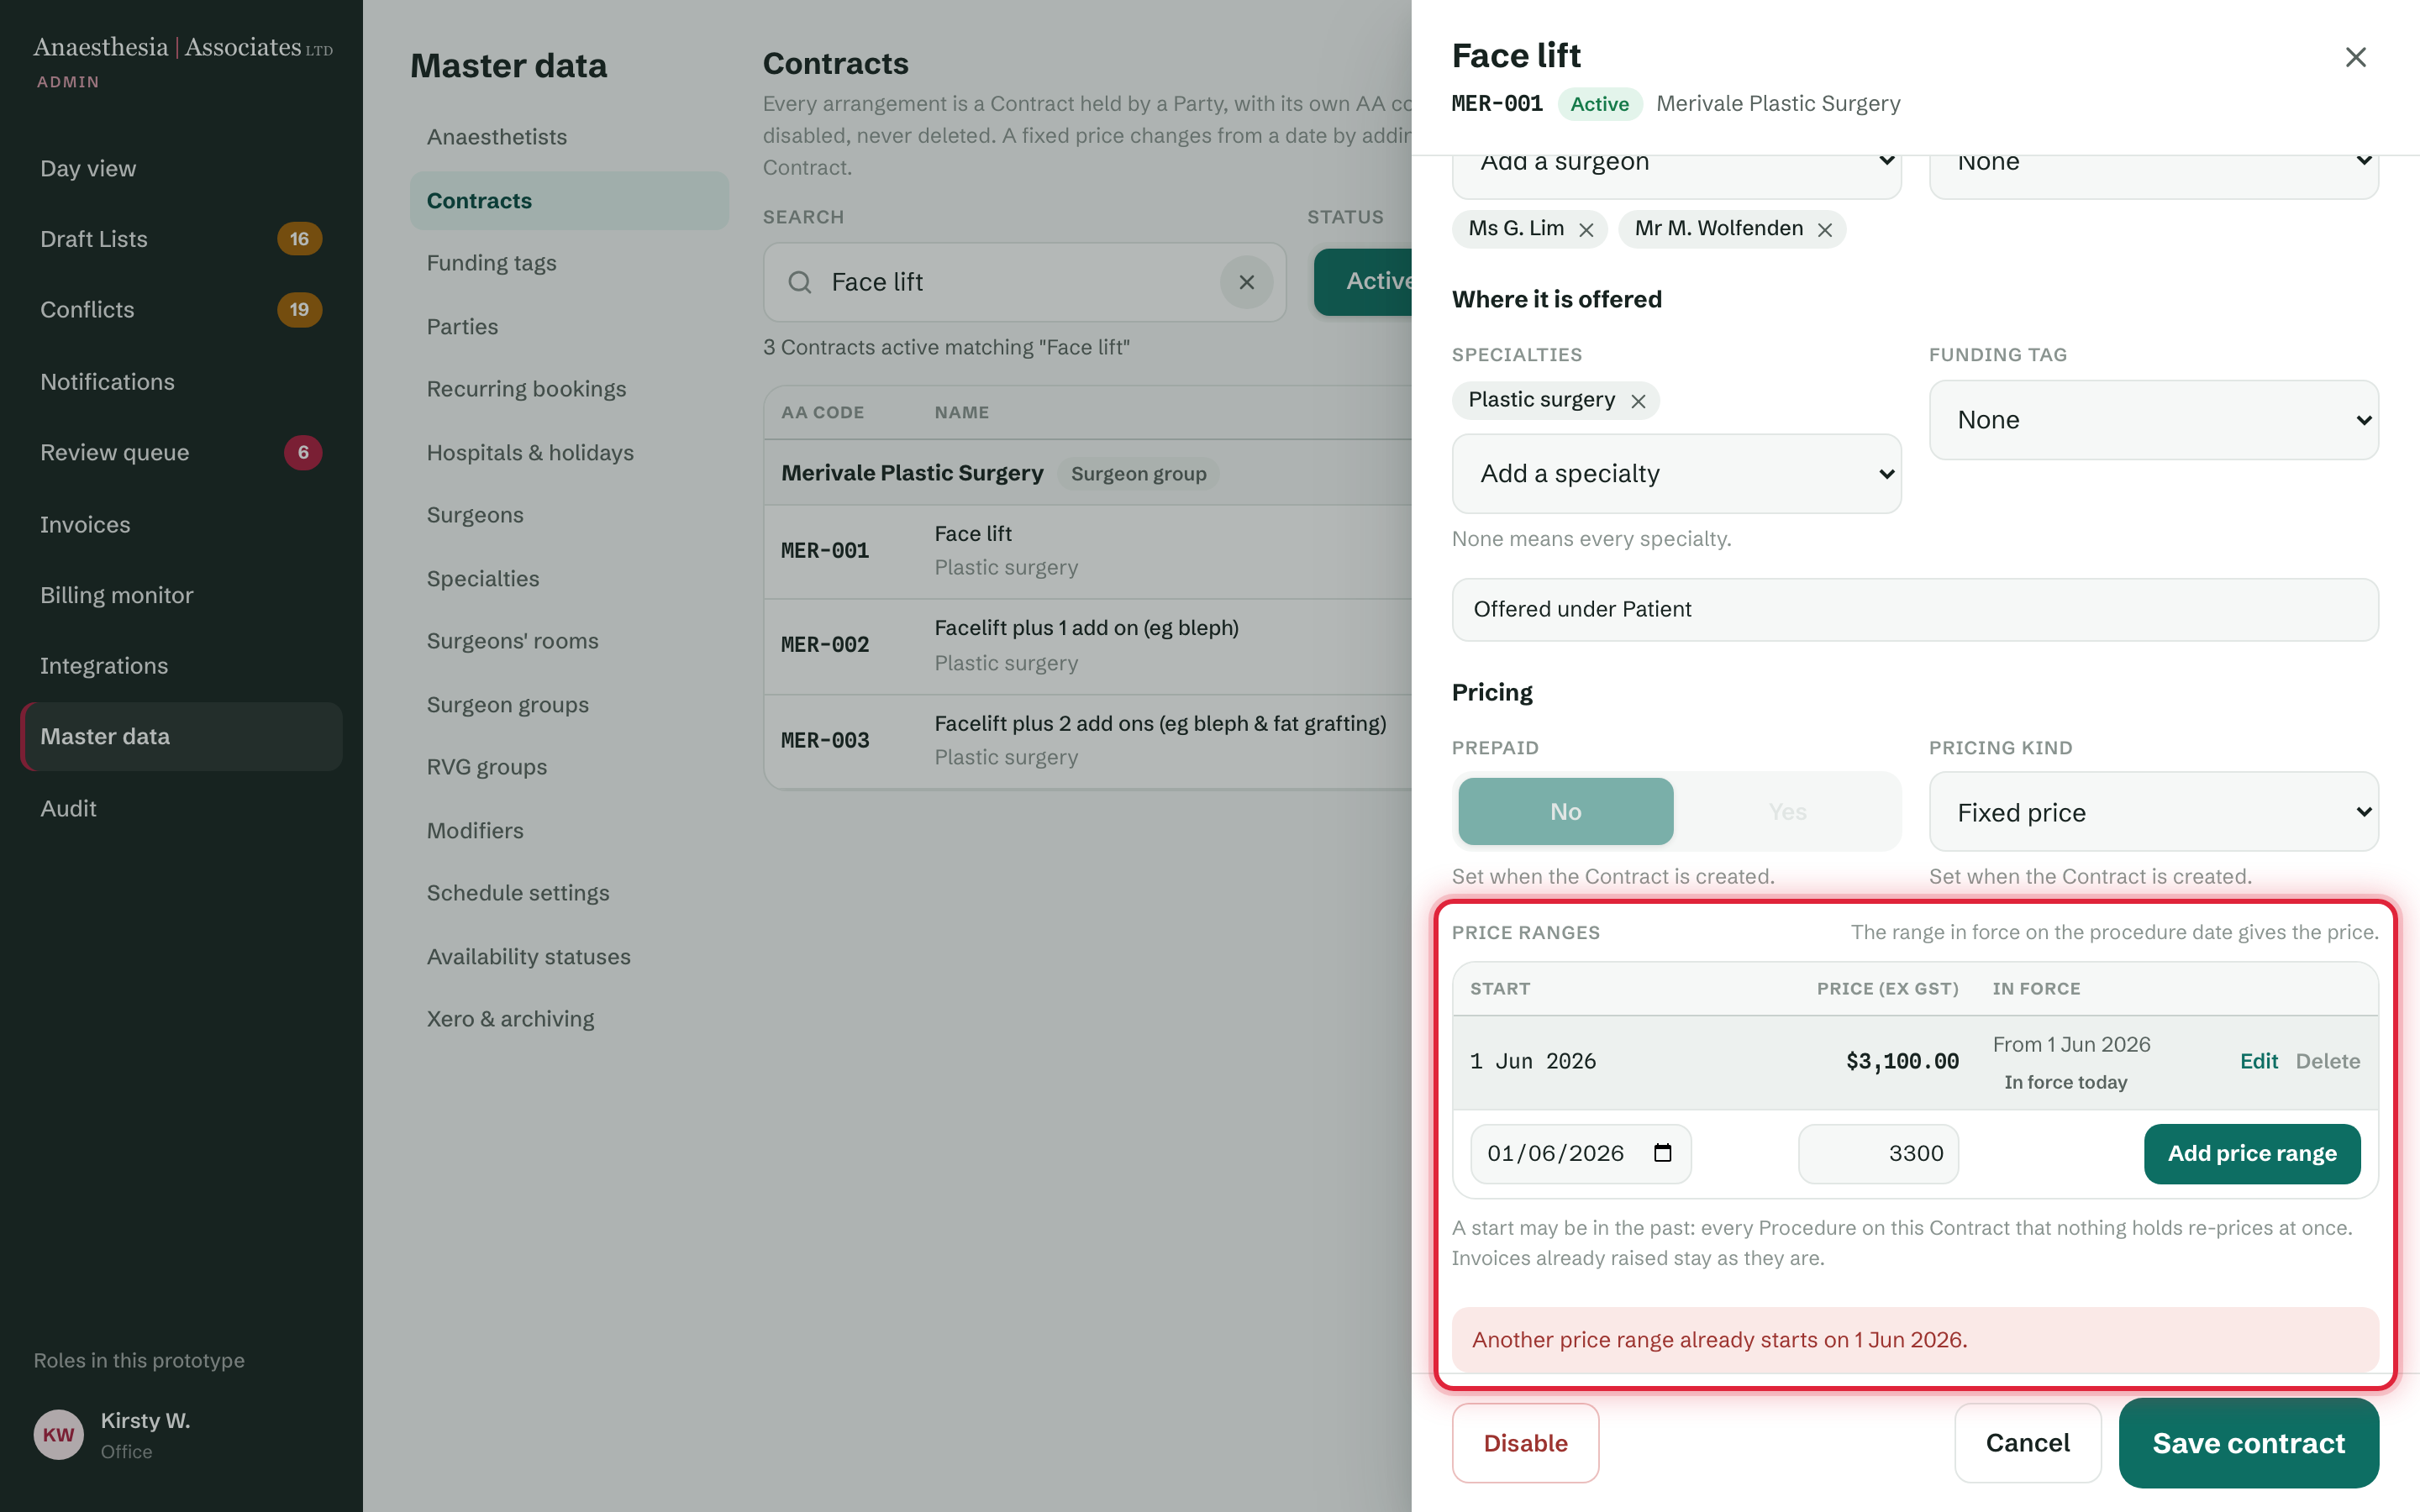 Anaesthesia | Associates LTD
ADMIN
Day view
Draft Lists 16
Conflicts 19
Notifications
Review queue 6
Invoices
Billing monitor
Integrations
Master data
Audit
Roles in this prototype
KW
Kirsty W.
Office
Master data
Anaesthetists
Contracts
Funding tags
Parties
Recurring bookings
Hospitals & holidays
Surgeons
Specialties
Surgeons' rooms
Surgeon groups
RVG groups
Modifiers
Schedule settings
Availability statuses
Xero & archiving
Contracts
Every arrangement is a Contract held by a Party, with its own AA
disabled, never deleted. A fixed price changes from a date by
Contract.
SEARCH
STATUS
Face lift
Active
3 Contracts active matching "Face lift"
AA CODE NAME
Merivale Plastic Surgery Surgeon group
MER-001 Face lift
Plastic surgery
MER-002 Facelift plus 1 add on (eg bleph)
Plastic surgery
MER-003 Facelift plus 2 add ons (eg bleph & fat grafting)
Plastic surgery
Face lift
MER-001 Active Merivale Plastic Surgery
Add a surgeon
None
Ms G. Lim Mr M. Wolfenden
Where it is offered
SPECIALTIES
FUNDING TAG
Plastic surgery
None
Add a specialty
None means every specialty.
Offered under Patient
Pricing
PREPAID
PRICING KIND
No Yes
Fixed price
Set when the Contract is created.
Set when the Contract is created.
PRICE RANGES
The range in force on the procedure date gives the price.
START PRICE (EX GST) IN FORCE
1 Jun 2026 $3,100.00 From 1 Jun 2026 Edit Delete
In force today
01/06/2026 3300 Add price range
A start may be in the past: every Procedure on this Contract that nothing holds re-prices at once.
Invoices already raised stay as they are.
Another price range already starts on 1 Jun 2026.
Disable
Cancel
Save contract